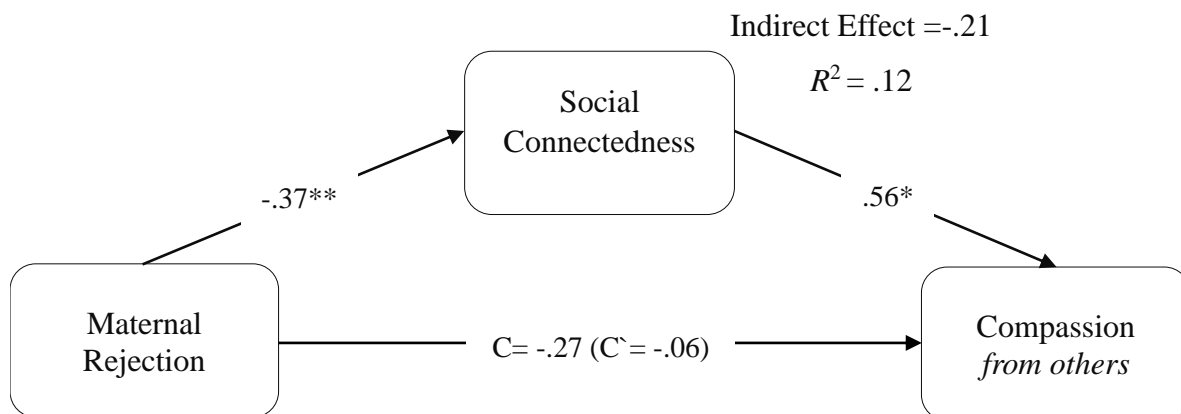 Indirect Effect =-.21
R² = .12
Social
Connectedness
-.37**
.56*
Maternal
Rejection
C= -.27 (C`= -.06)
Compassion
from others